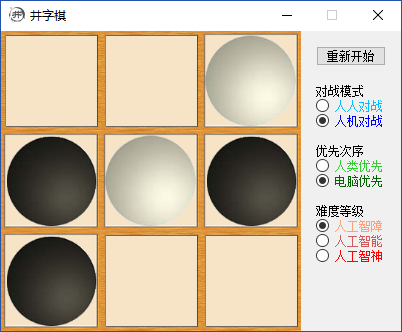 井字棋
重新开始
对战模式
人人对战
人机对战
优先次序
人类优先
电脑优先
难度等级
人工智障
人工智能
人工智神